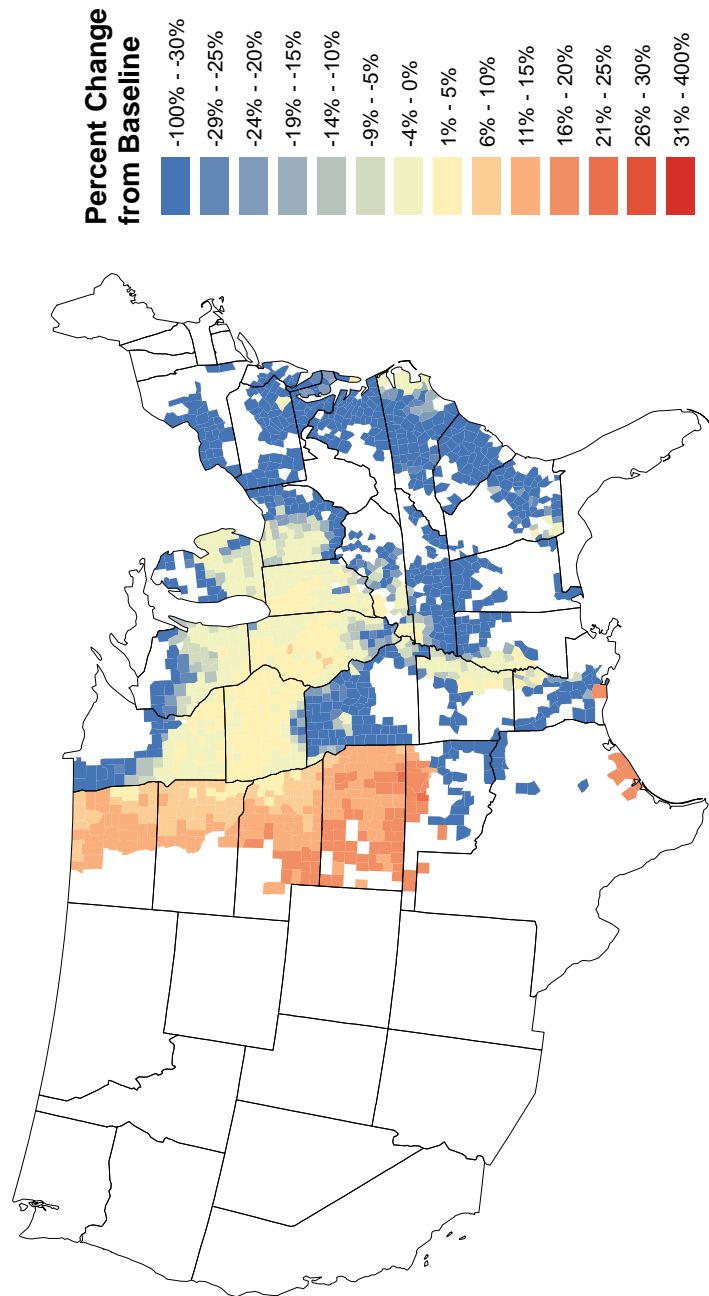 Percent Change
from Baseline
-100% - -30%
-29% - -25%
-24% - -20%
-19% - -15%
-14% - -10%
-9% - -5%
-4% - 0%
1% - 5%
6% - 10%
11% - 15%
16% - 20%
21% - 25%
26% - 30%
31% - 400%